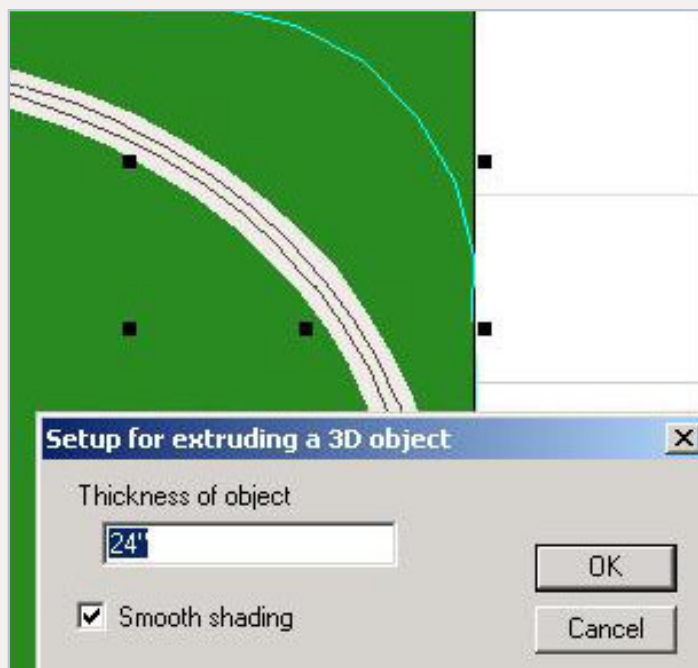 Setup for extruding a 3D object
Thickness of object
24"
OK
Smooth shading
Cancel